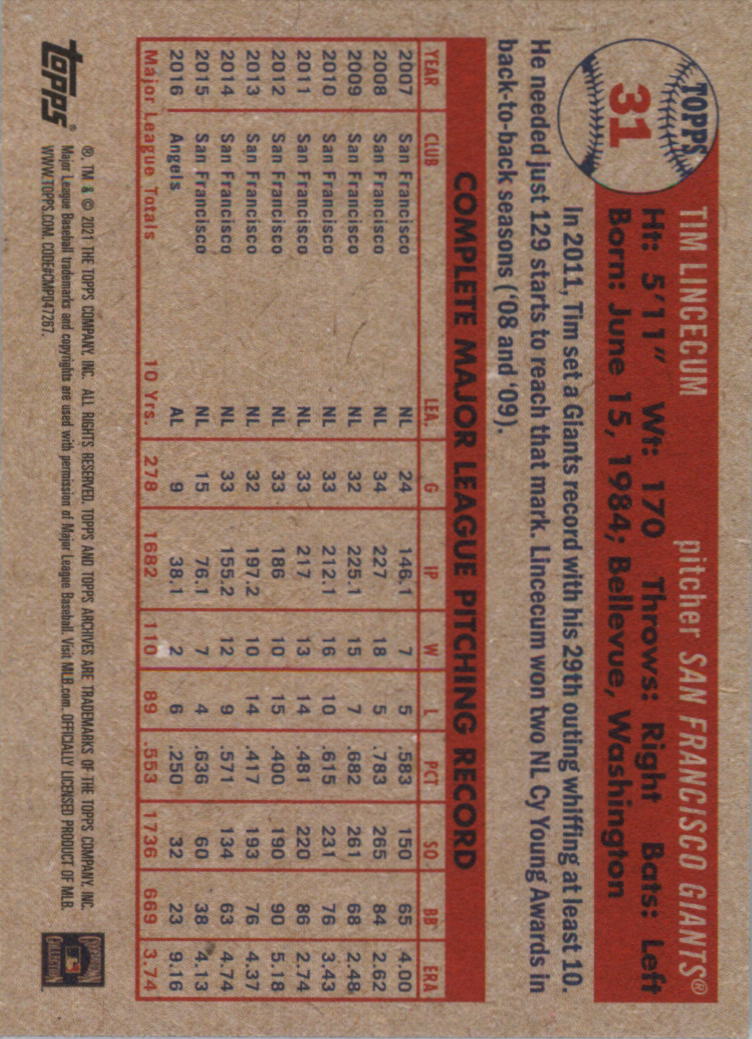 TOPPS
31
TIM LINCECUM pitcher SAN FRANCISCO GIANTS®
Ht: 5'11" Wt: 170 Throws: Right Bats: Left
Born: June 15, 1984; Bellevue, Washington
In 2011, Tim set a Giants record with his 29th outing whiffing at least 10.
He needed just 129 starts to reach that mark. Lincecum won two NL Cy Young Awards in
back-to-back seasons ('08 and '09).
COMPLETE MAJOR LEAGUE PITCHING RECORD
YEAR CLUB LEA. G IP W L PCT SO BB ERA
2007 San Francisco NL 24 146.1 7 5 .583 150 65 4.00
2008 San Francisco NL 34 227 18 5 .783 265 84 2.62
2009 San Francisco NL 32 225.1 15 7 .682 261 68 2.48
2010 San Francisco NL 33 212.1 16 10 .615 231 76 3.43
2011 San Francisco NL 33 217 13 14 .481 220 86 2.74
2012 San Francisco NL 33 186 10 15 .400 190 90 5.18
2013 San Francisco NL 32 197.2 10 14 .417 193 76 4.37
2014 San Francisco NL 33 155.2 12 9 .571 134 63 4.74
2015 San Francisco NL 15 76.1 7 4 .636 60 38 4.13
2016 Angels AL 9 38.1 2 6 .250 32 23 9.16
Major League Totals 10 Yrs. 278 1682 110 89 .553 1736 669 3.74
topps®
®, TM & © 2021 THE TOPPS COMPANY, INC. ALL RIGHTS RESERVED. TOPPS AND TOPPS ARCHIVES ARE TRADEMARKS OF THE TOPPS COMPANY, INC.
Major League Baseball trademarks and copyrights are used with permission of Major League Baseball. Visit MLB.com. OFFICIALLY LICENSED PRODUCT OF MLB.
WWW.TOPPS.COM. CODE#CMP047267.
COOPERSTOWN
COLLECTION